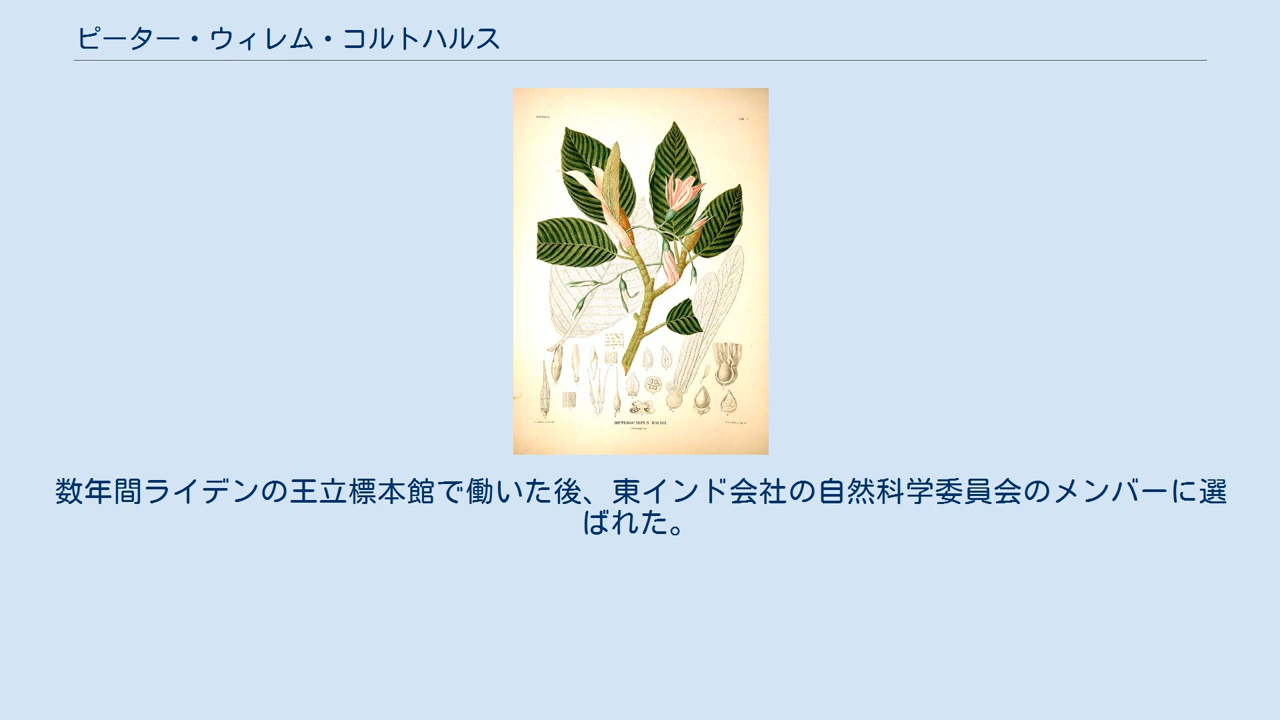 ピーター・ウィレム・コルトハルス
数年間ライデンの王立標本館で働いた後、東インド会社の自然科学委員会のメンバーに選
ばれた。